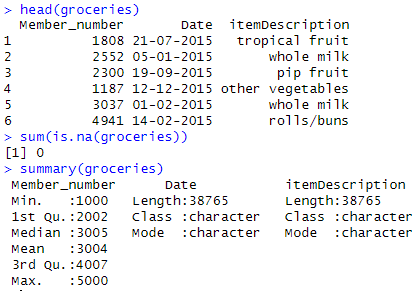 > head(groceries)
  Member_number       Date  itemDescription
1          1808 21-07-2015   tropical fruit
2          2552 05-01-2015       whole milk
3          2300 19-09-2015        pip fruit
4          1187 12-12-2015 other vegetables
5          3037 01-02-2015       whole milk
6          4941 14-02-2015       rolls/buns
> sum(is.na(groceries))
[1] 0
> summary(groceries)
 Member_number      Date           itemDescription
 Min.   :1000   Length:38765       Length:38765
 1st Qu.:2002   Class :character   Class :character
 Median :3005   Mode  :character   Mode  :character
 Mean   :3004
 3rd Qu.:4007
 Max.   :5000